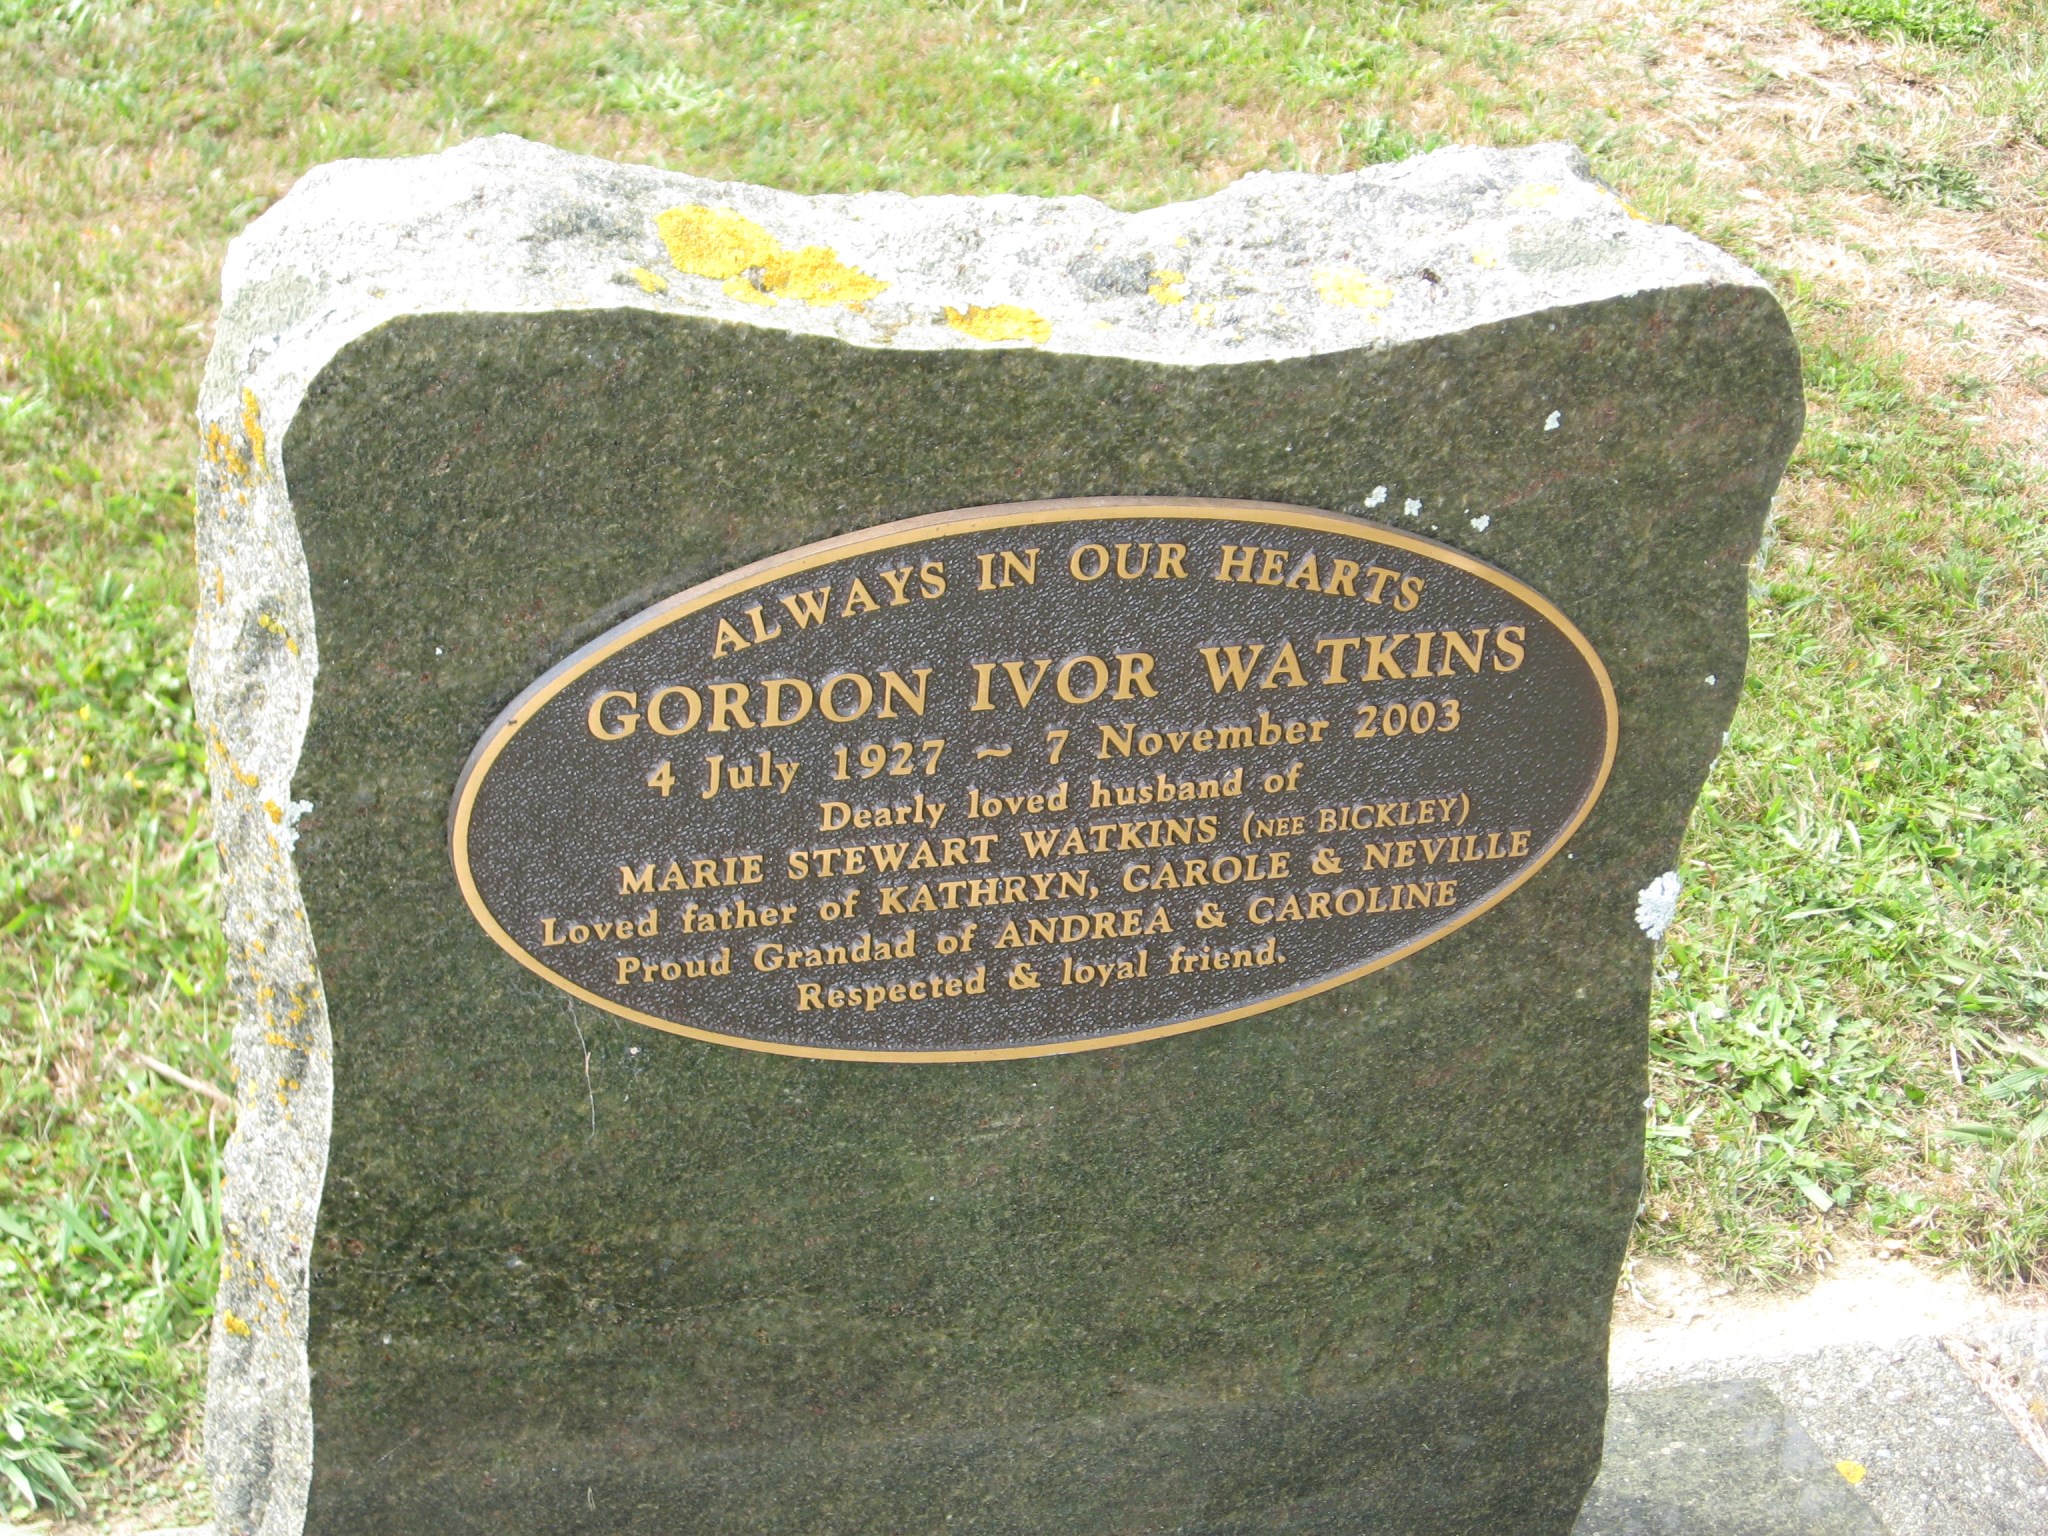 ALWAYS IN OUR HEARTS
GORDON IVOR WATKINS
4 July 1927 ~ 7 November 2003
Dearly loved husband of
MARIE STEWART WATKINS (NEE BICKLEY)
Loved father of KATHRYN, CAROLE & NEVILLE
Proud Grandad of ANDREA & CAROLINE
Respected & loyal friend.